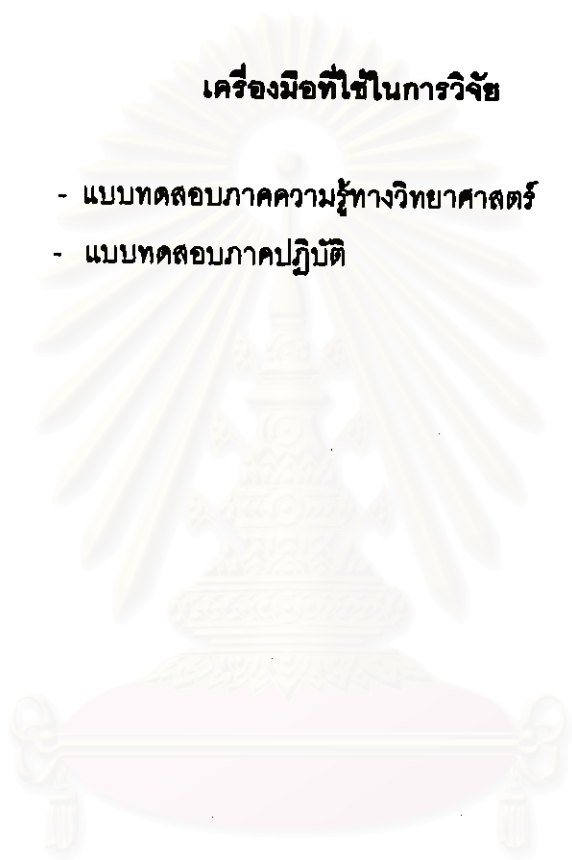 เครื่องมือที่ใช้ในการวิจัย
- แบบทดสอบภาคความรู้ทางวิทยาศาสตร์
- แบบทดสอบภาคปฏิบัติ